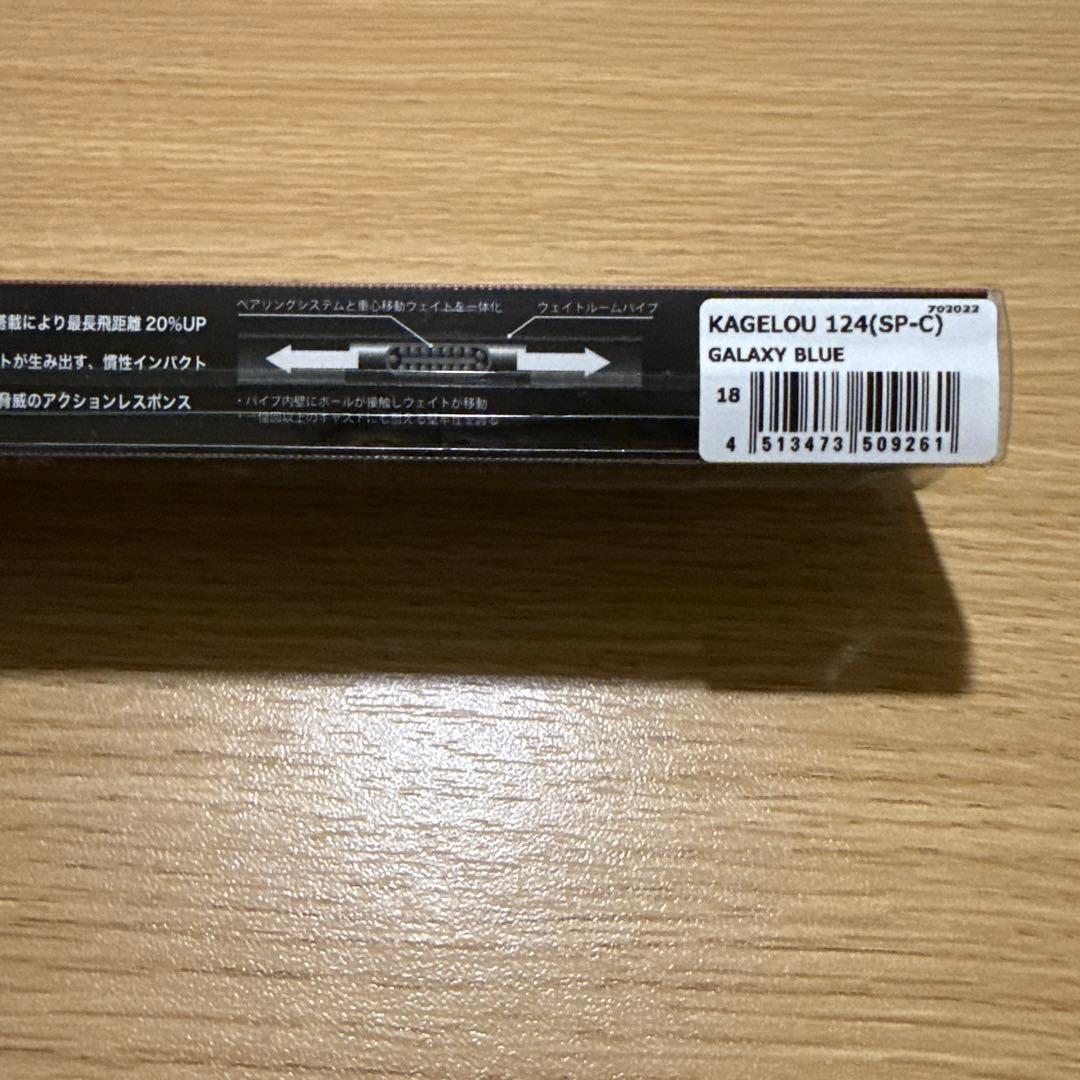 搭載により最長飛距離 20%UP
トが生み出す、慣性インパクト
脅威のアクションレスポンス
ベアリングシステムと重心移動ウェイトを一体化
ウェイトルームパイプ
・パイプ内壁にボールが接触しウェイトが移動
702022
KAGELOU 124(SP-C)
GALAXY BLUE
18
4 513473 509261